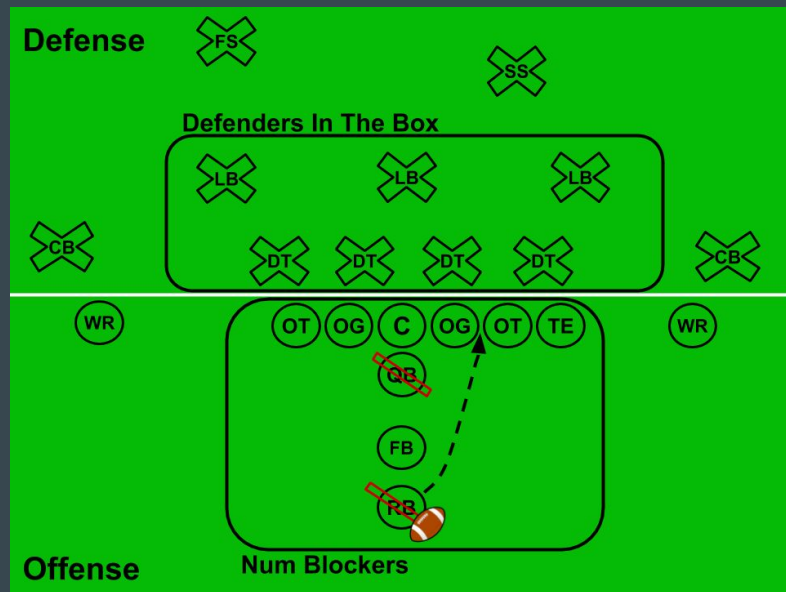 Defense
FS
SS
Defenders In The Box
LB LB LB
CB
CB
DT DT DT DT
WR
OT OG C OG OT TE
WR
QB
FB
RB
Num Blockers
Offense